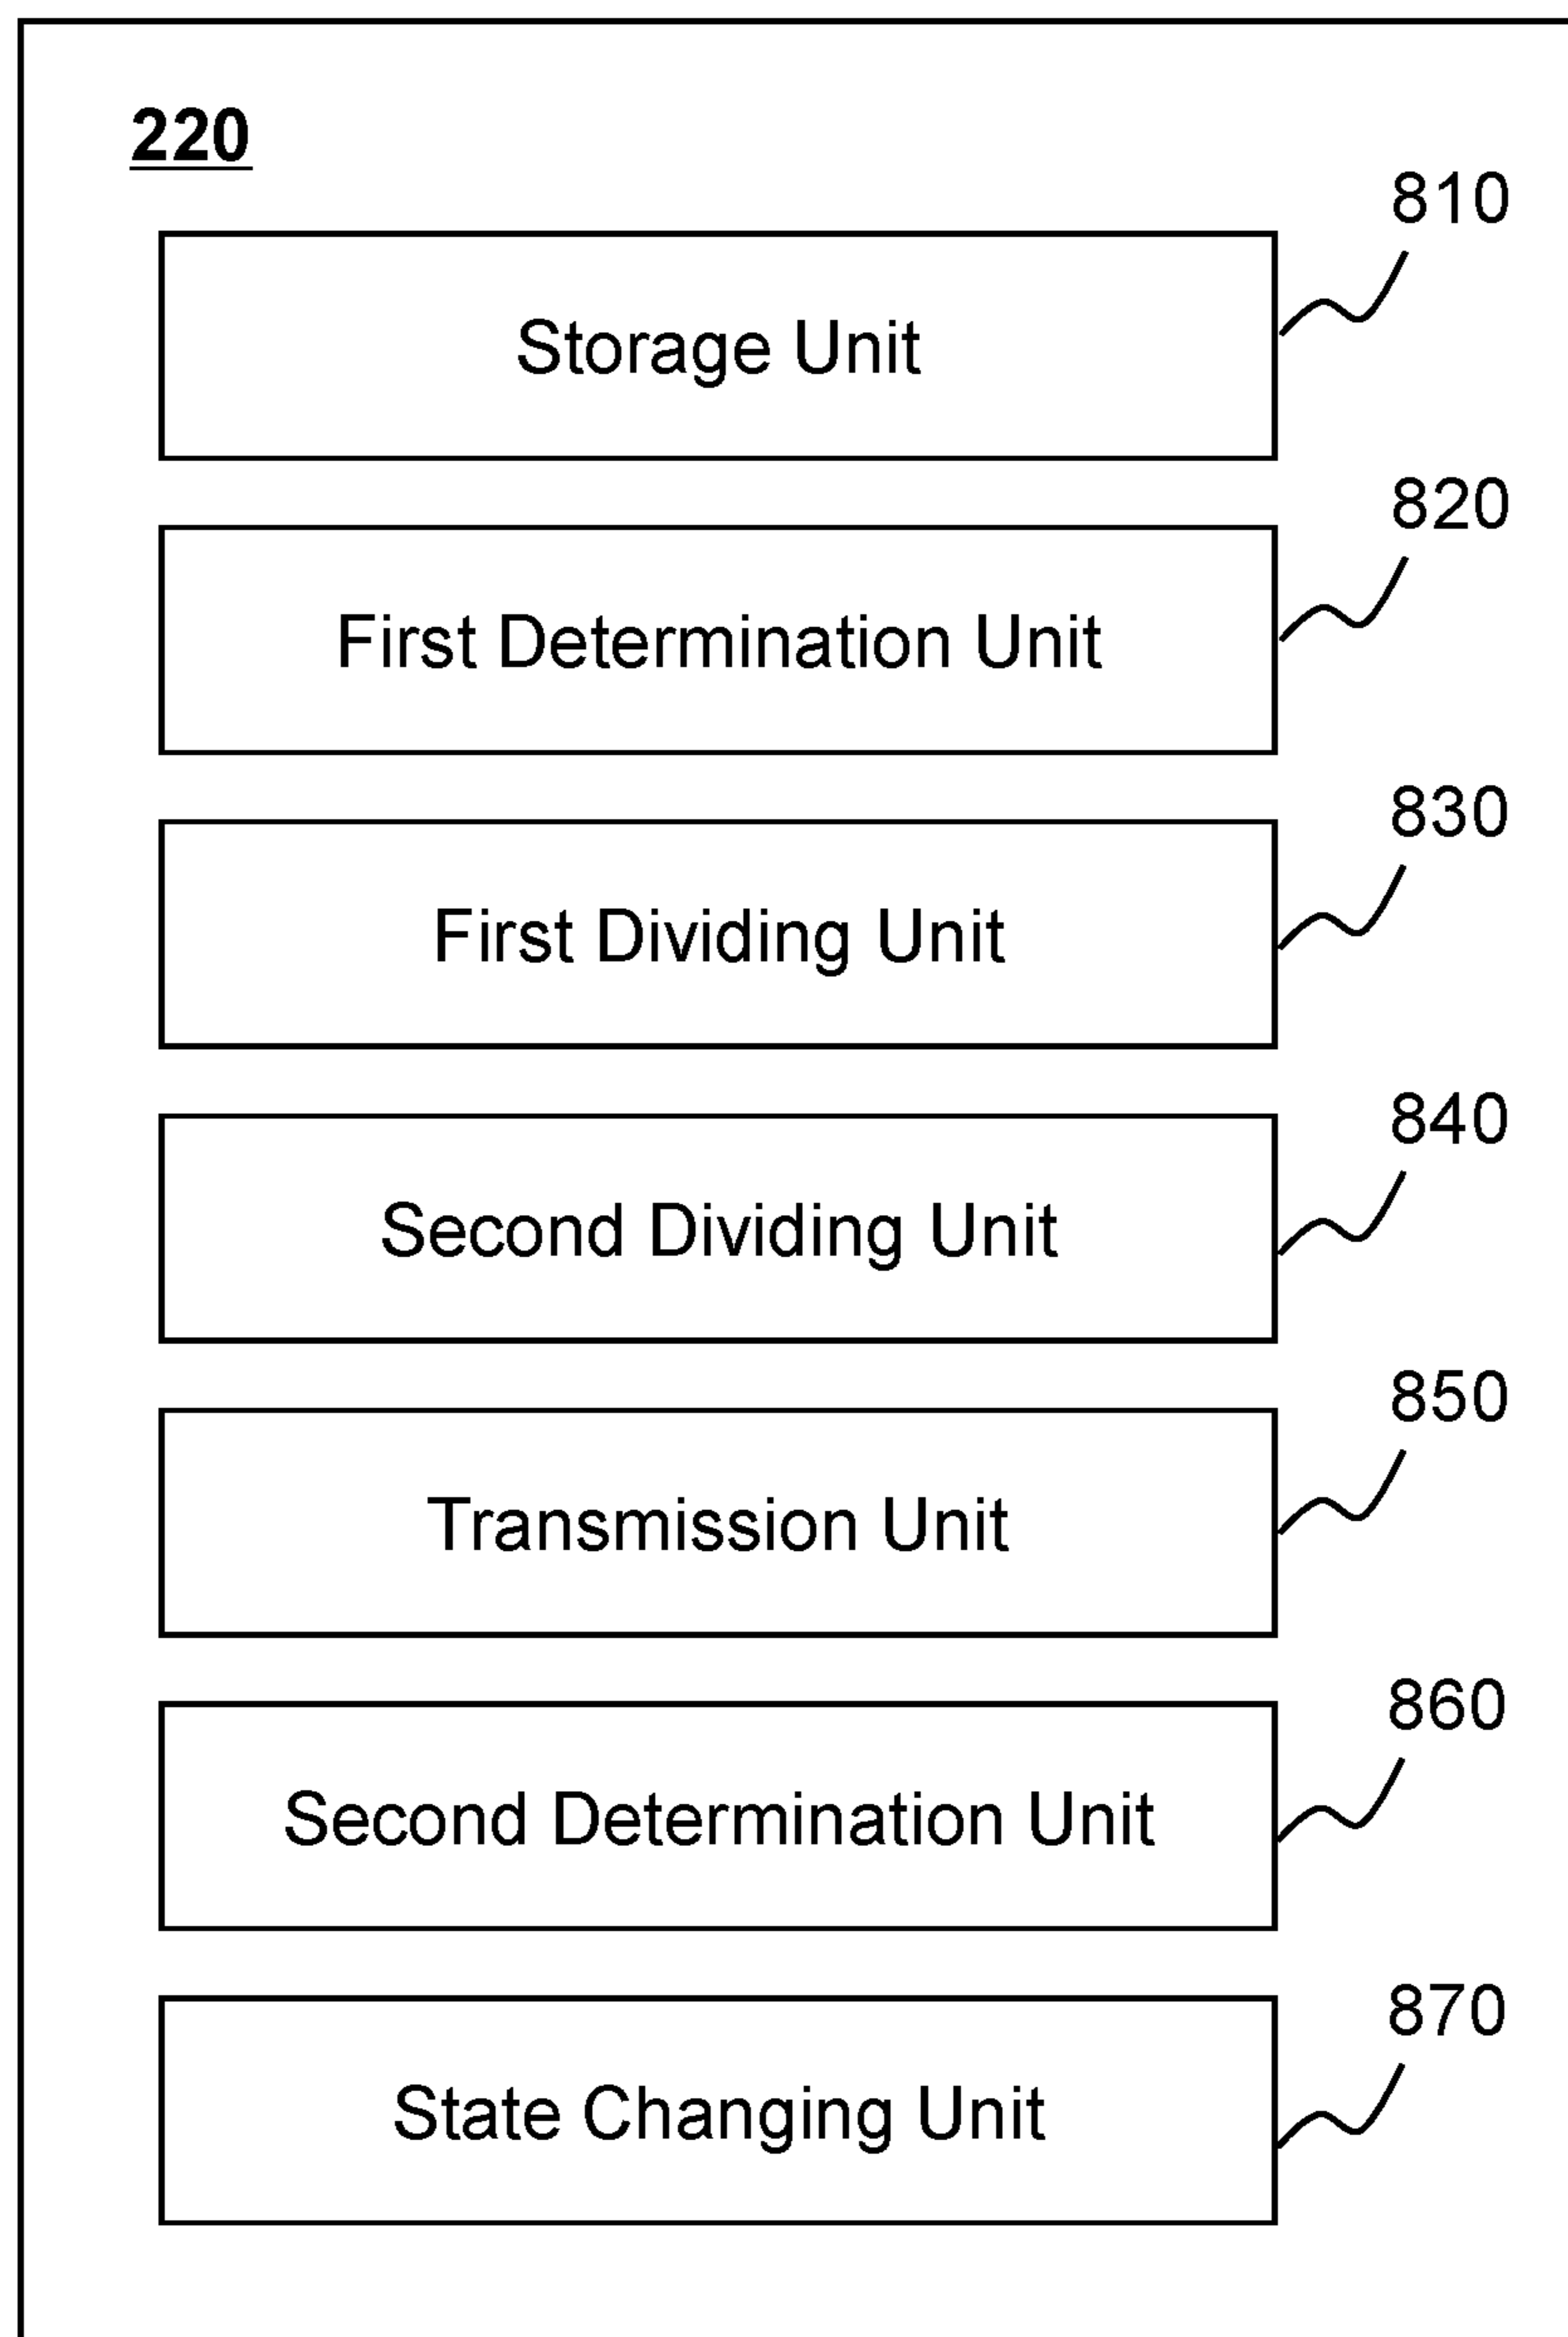 220
810
Storage Unit
820
First Determination Unit
830
First Dividing Unit
840
Second Dividing Unit
850
Transmission Unit
860
Second Determination Unit
870
State Changing Unit